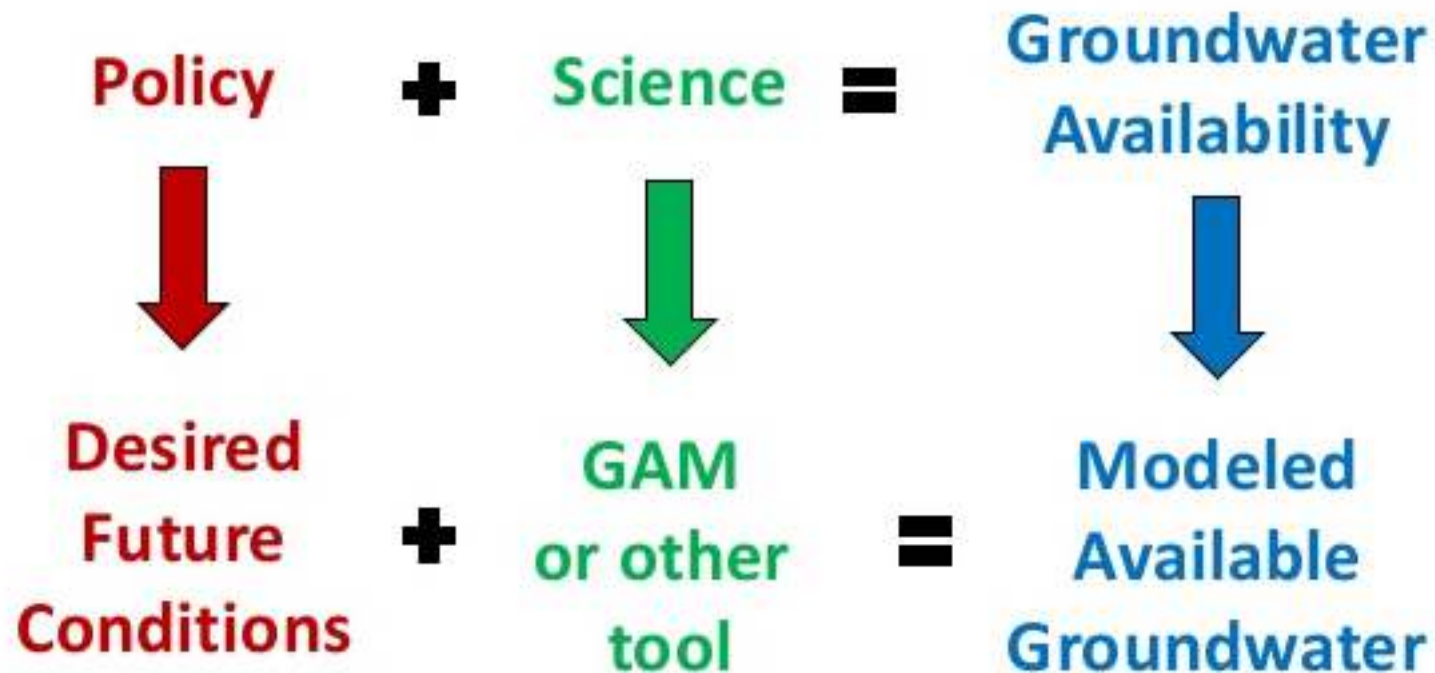 Policy + Science = Groundwater
Availability
Desired
Future
Conditions
+
GAM
or other
tool
=
Modeled
Available
Groundwater